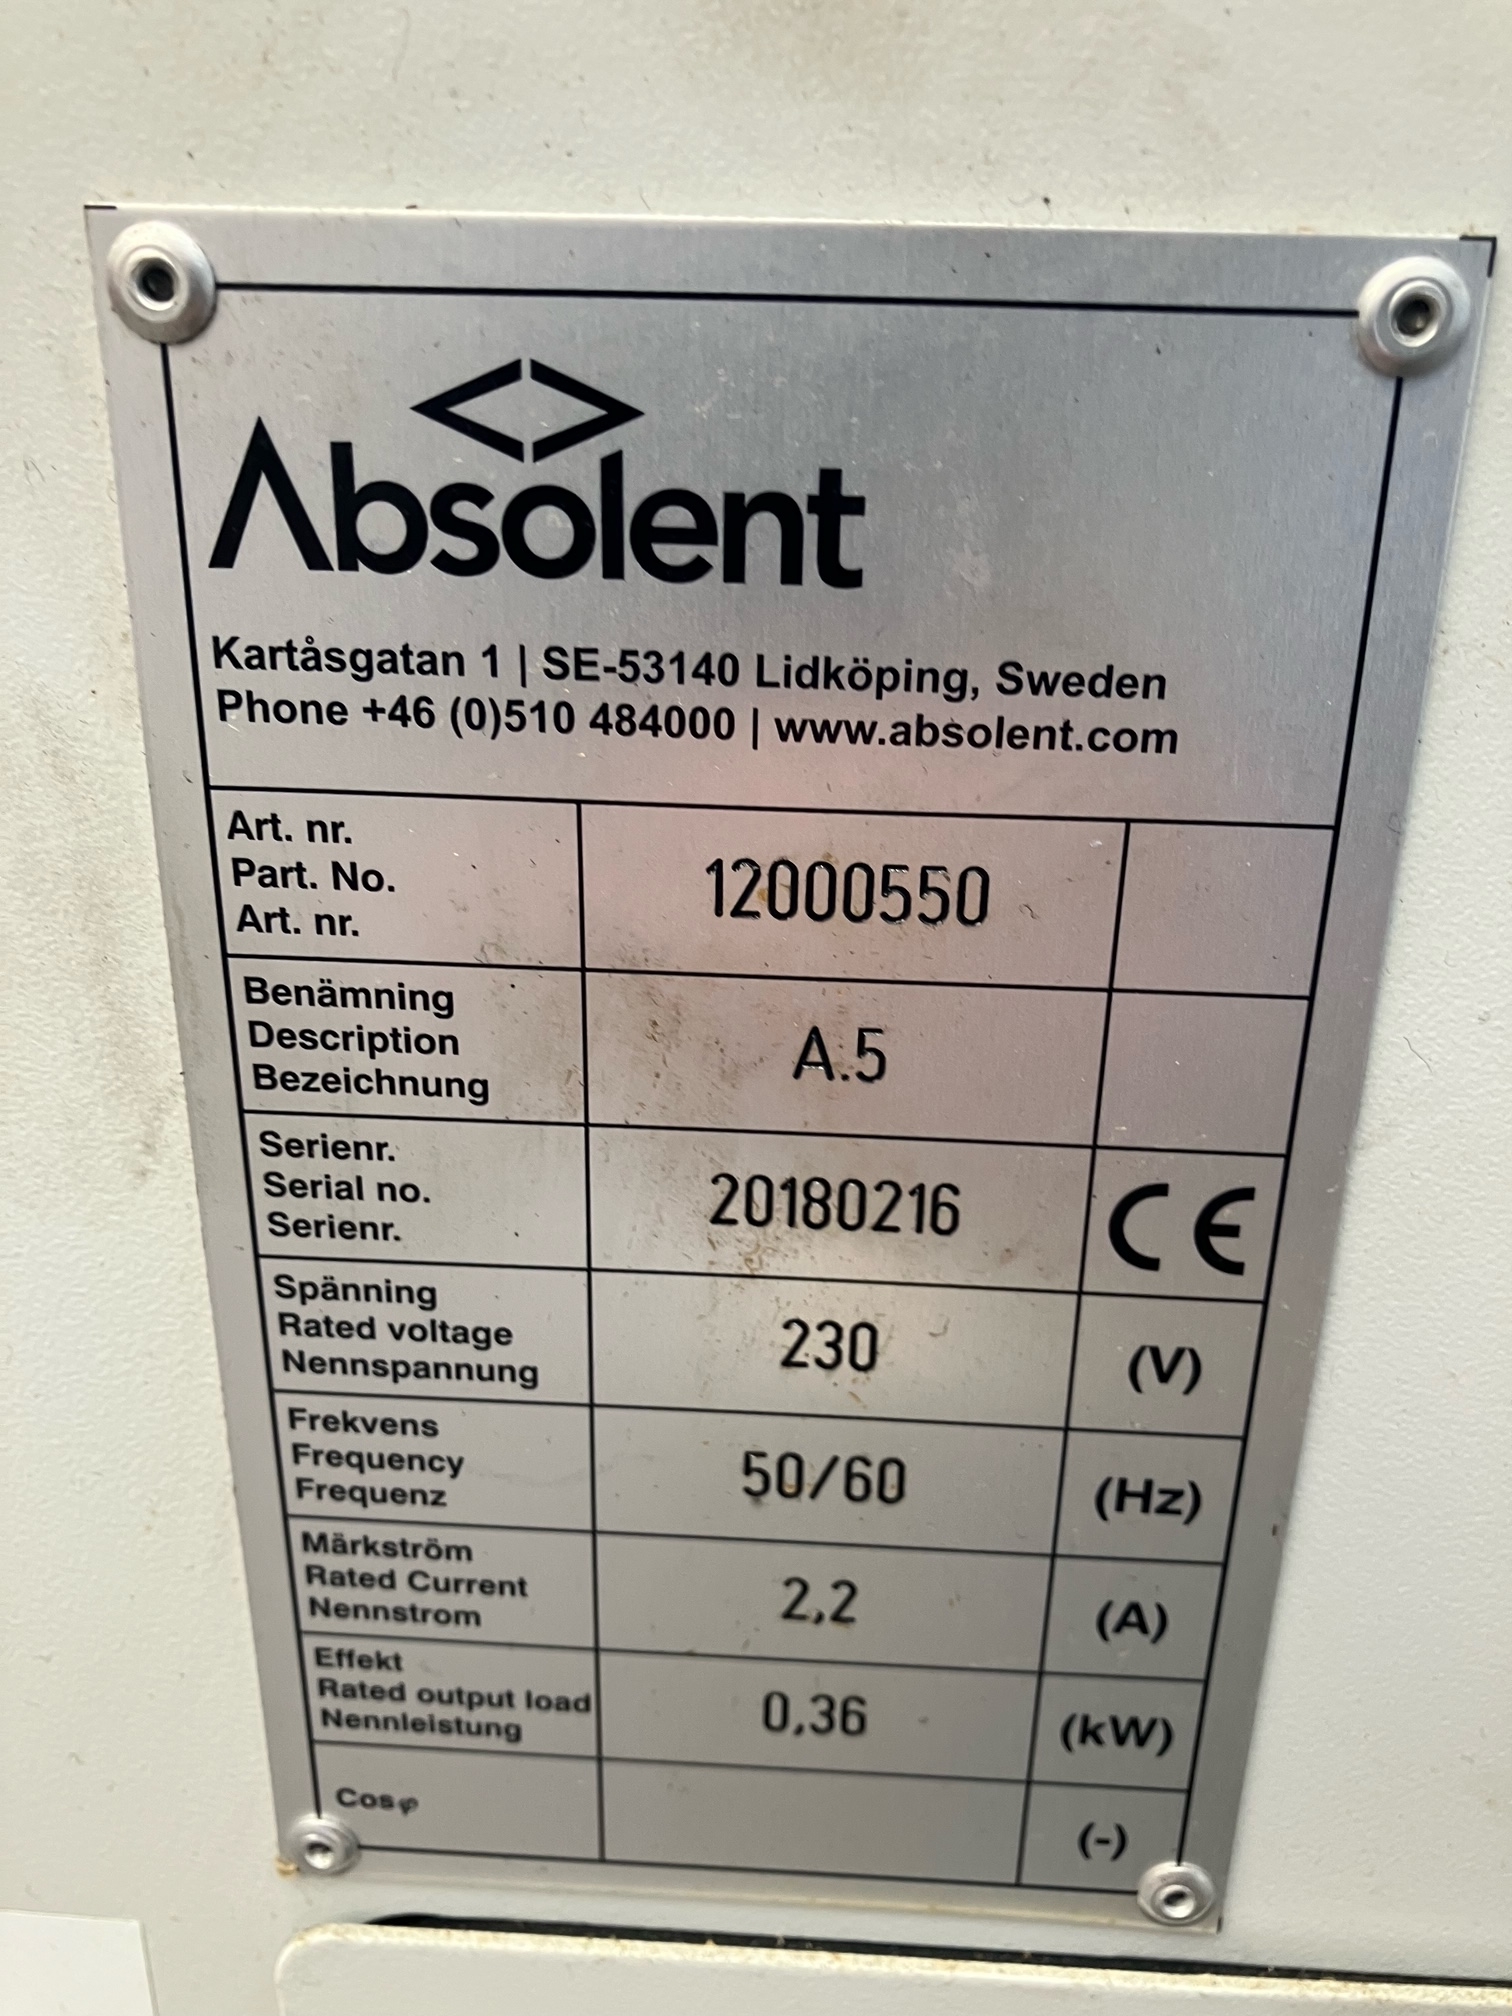 Absolent
Kartåsgatan 1 | SE-53140 Lidköping, Sweden
Phone +46 (0)510 484000 | www.absolent.com
Art. nr.
Part. No.
Art. nr.
12000550
Benämning
Description
Bezeichnung
A.5
Serienr.
Serial no.
Serienr.
20180216
CE
Spänning
Rated voltage
Nennspannung
230
(V)
Frekvens
Frequency
Frequenz
50/60
(Hz)
Märkström
Rated Current
Nennstrom
2,2
(A)
Effekt
Rated output load
Nennleistung
0,36
(kW)
Cosφ
(-)